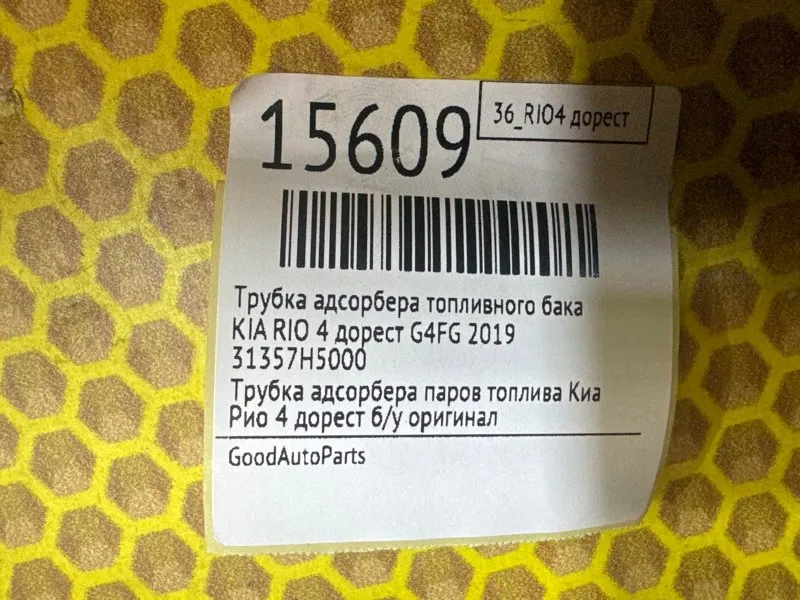 15609
36_RIO4 дорест
Трубка адсорбера топливного бака
KIA RIO 4 дорест G4FG 2019
31357H5000
Трубка адсорбера паров топлива Киа
Рио 4 дорест б/у оригинал
GoodAutoParts